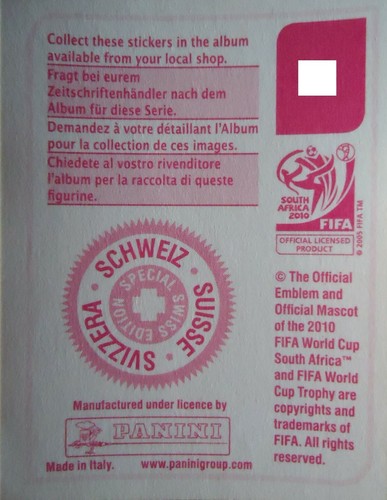 Collect these stickers in the album
available from your local shop.
Fragt bei eurem
Zeitschriftenhändler nach dem
Album für diese Serie.
Demandez à votre détaillant l'Album
pour la collection de ces images.
Chiedete al vostro rivenditore
l'album per la raccolta di queste
figurine.
SOUTH
AFRICA
2010
FIFA
OFFICIAL LICENSED
PRODUCT
© 2005 FIFA TM
SCHWEIZ · SUISSE · SVIZZERA ·
SPECIAL SWISS EDITION
© The Official
Emblem and
Official Mascot
of the 2010
FIFA World Cup
South Africa™
and FIFA World
Cup Trophy are
copyrights and
trademarks of
FIFA. All rights
reserved.
Manufactured under licence by
PANINI
Made in Italy. www.paninigroup.com